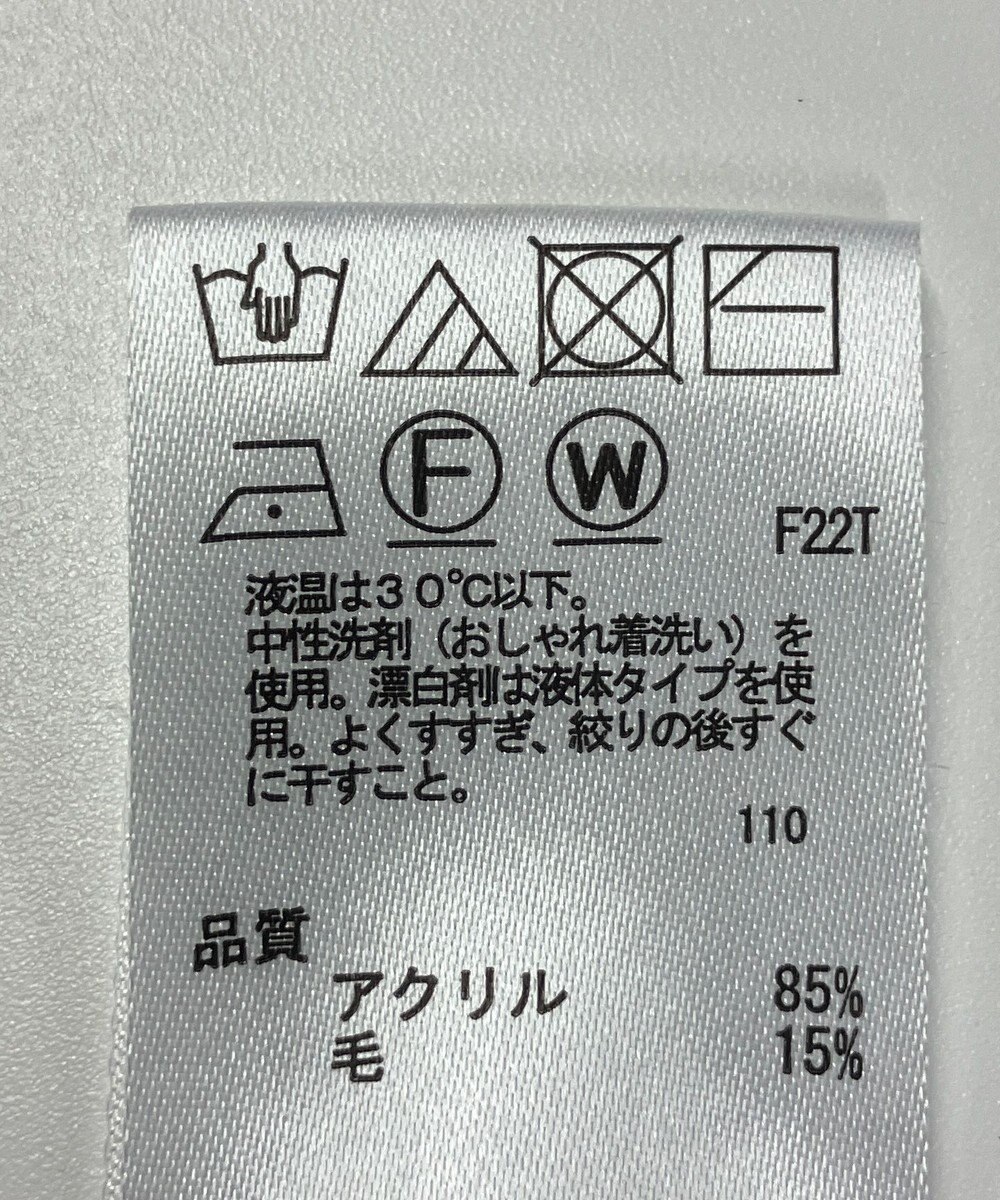 F
W
F22T
液温は３０℃以下。
中性洗剤（おしゃれ着洗い）を
使用。漂白剤は液体タイプを使
用。よくすすぎ、絞りの後すぐ
に干すこと。
110
品質
アクリル 85%
毛 15%